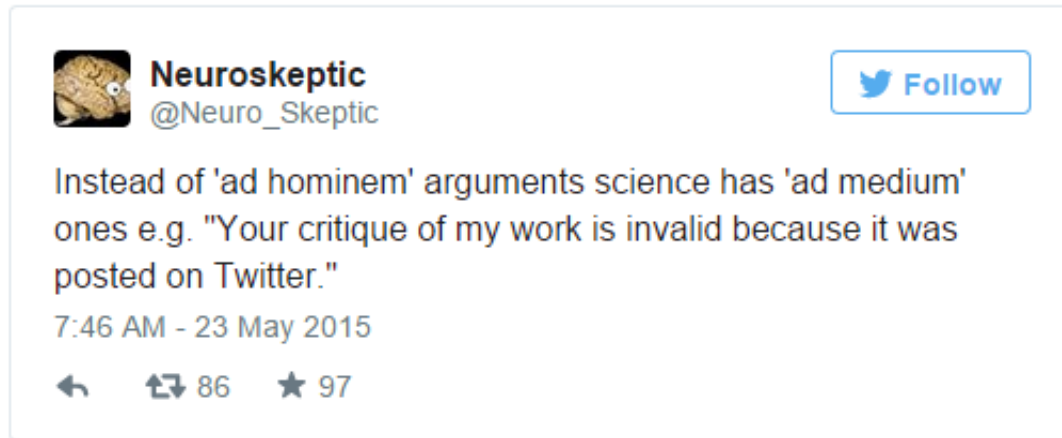 Neuroskeptic
Follow
@Neuro_Skeptic
Instead of 'ad hominem' arguments science has 'ad medium'
ones e.g. "Your critique of my work is invalid because it was
posted on Twitter."
7:46 AM - 23 May 2015
86 97